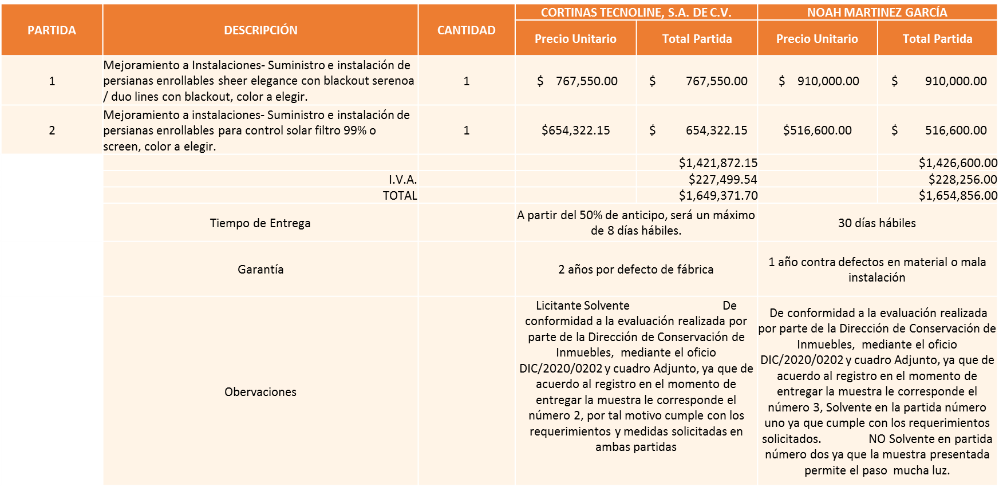 PARTIDA DESCRIPCIÓN CANTIDAD CORTINAS TECNOLINE, S.A. DE C.V. NOAH MARTINEZ GARCÍA
Precio Unitario Total Partida Precio Unitario Total Partida
1 Mejoramiento a Instalaciones- Suministro e instalación de
persianas enrollables sheer elegance con blackout serenoa
/ duo lines con blackout, color a elegir. 1 $ 767,550.00 $ 767,550.00 $ 910,000.00 $ 910,000.00
2 Mejoramiento a instalaciones- Suministro e instalación de
persianas enrollables para control solar filtro 99% o
screen, color a elegir. 1 $654,322.15 $ 654,322.15 $516,600.00 $ 516,600.00
$1,421,872.15 $1,426,600.00
I.V.A. $227,499.54 $228,256.00
TOTAL $1,649,371.70 $1,654,856.00
Tiempo de Entrega
A partir del 50% de anticipo, será un máximo
de 8 días hábiles.
30 días hábiles
Garantía
2 años por defecto de fábrica
1 año contra defectos en material o mala
instalación
Obervaciones
Licitante Solvente De
conformidad a la evaluación realizada por
parte de la Dirección de Conservación de
Inmuebles, mediante el oficio
DIC/2020/0202 y cuadro Adjunto, ya que de
acuerdo al registro en el momento de
entregar la muestra le corresponde el
número 2, por tal motivo cumple con los
requerimientos y medidas solicitadas en
ambas partidas
De conformidad a la evaluación realizada
por parte de la Dirección de Conservación de
Inmuebles, mediante el oficio
DIC/2020/0202 y cuadro Adjunto, ya que de
acuerdo al registro en el momento de
entregar la muestra le corresponde el
número 3, Solvente en la partida número
uno ya que cumple con los requerimientos
solicitados. NO Solvente en partida
número dos ya que la muestra presentada
permite el paso mucha luz.